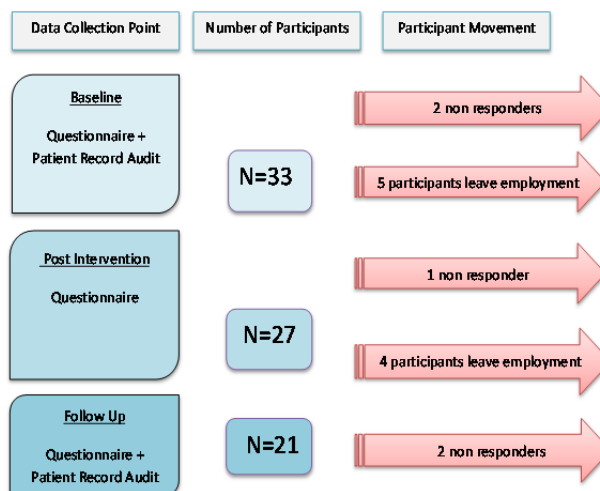 Data Collection Point
Number of Participants
Participant Movement
Baseline
Questionnaire +
Patient Record Audit
N=33
2 non responders
5 participants leave employment
Post Intervention
Questionnaire
N=27
1 non responder
4 participants leave employment
Follow Up
Questionnaire +
Patient Record Audit
N=21
2 non responders